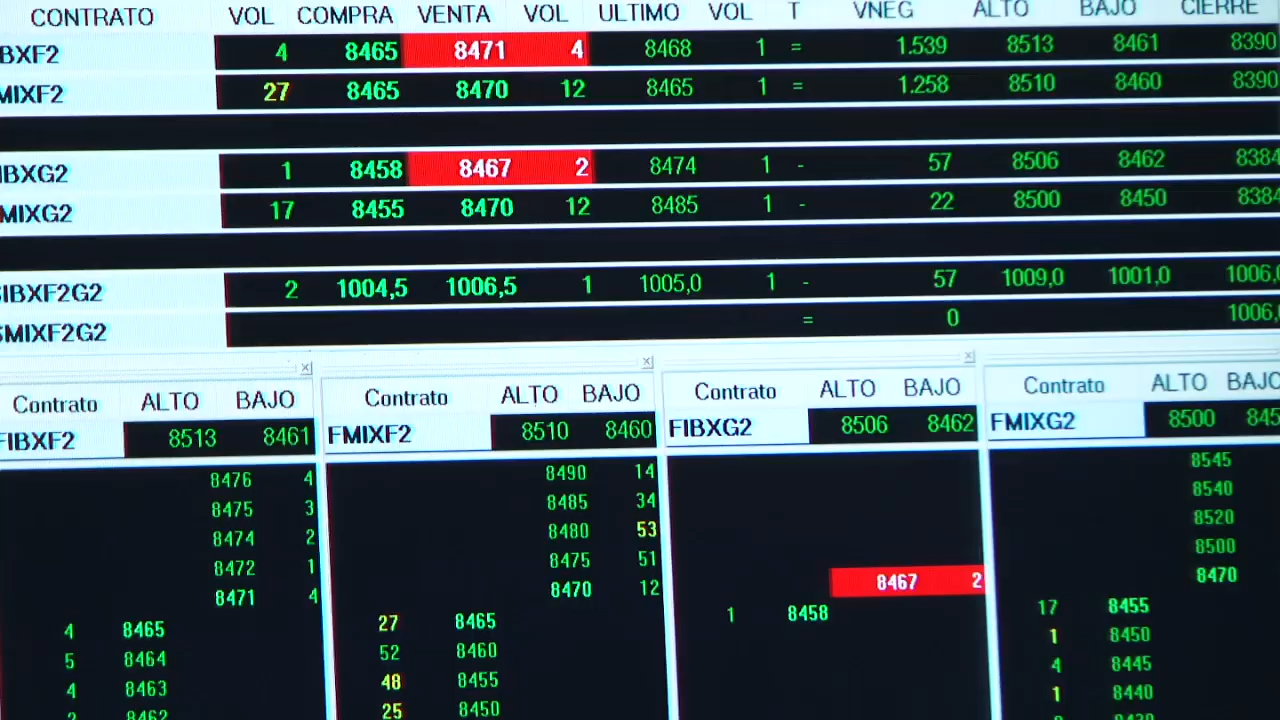 CONTRATO VOL COMPRA VENTA VOL ULTIMO VOL T VNEG ALTO BAJO CIERRE
BXF2 4 8465 8471 4 8468 1 = 1.539 8513 8461 8390
MIXF2 27 8465 8470 12 8465 1 = 1.258 8510 8460 8390
IBXG2 1 8458 8467 2 8474 1 - 57 8506 8462 8384
MIXG2 17 8455 8470 12 8485 1 - 22 8500 8450 8384
SIBXF2G2 2 1004,5 1006,5 1 1005,0 1 - 57 1009,0 1001,0 1006,0
SMIXF2G2 = 0 1006,
Contrato ALTO BAJO Contrato ALTO BAJO Contrato ALTO BAJO Contrato ALTO BAJO
FIBXF2 8513 8461 FMIXF2 8510 8460 FIBXG2 8506 8462 FMIXG2 8500 845
8476 4 8490 14 8545
8475 3 8485 34 8540
8474 2 8480 53 8520
8472 1 8475 51 8500
8471 4 8470 12 8467 2 8470
4 8465 27 8465 1 8458 17 8455
5 8464 52 8460 1 8450
4 8463 48 8455 4 8445
2 8462 25 8450 1 8440